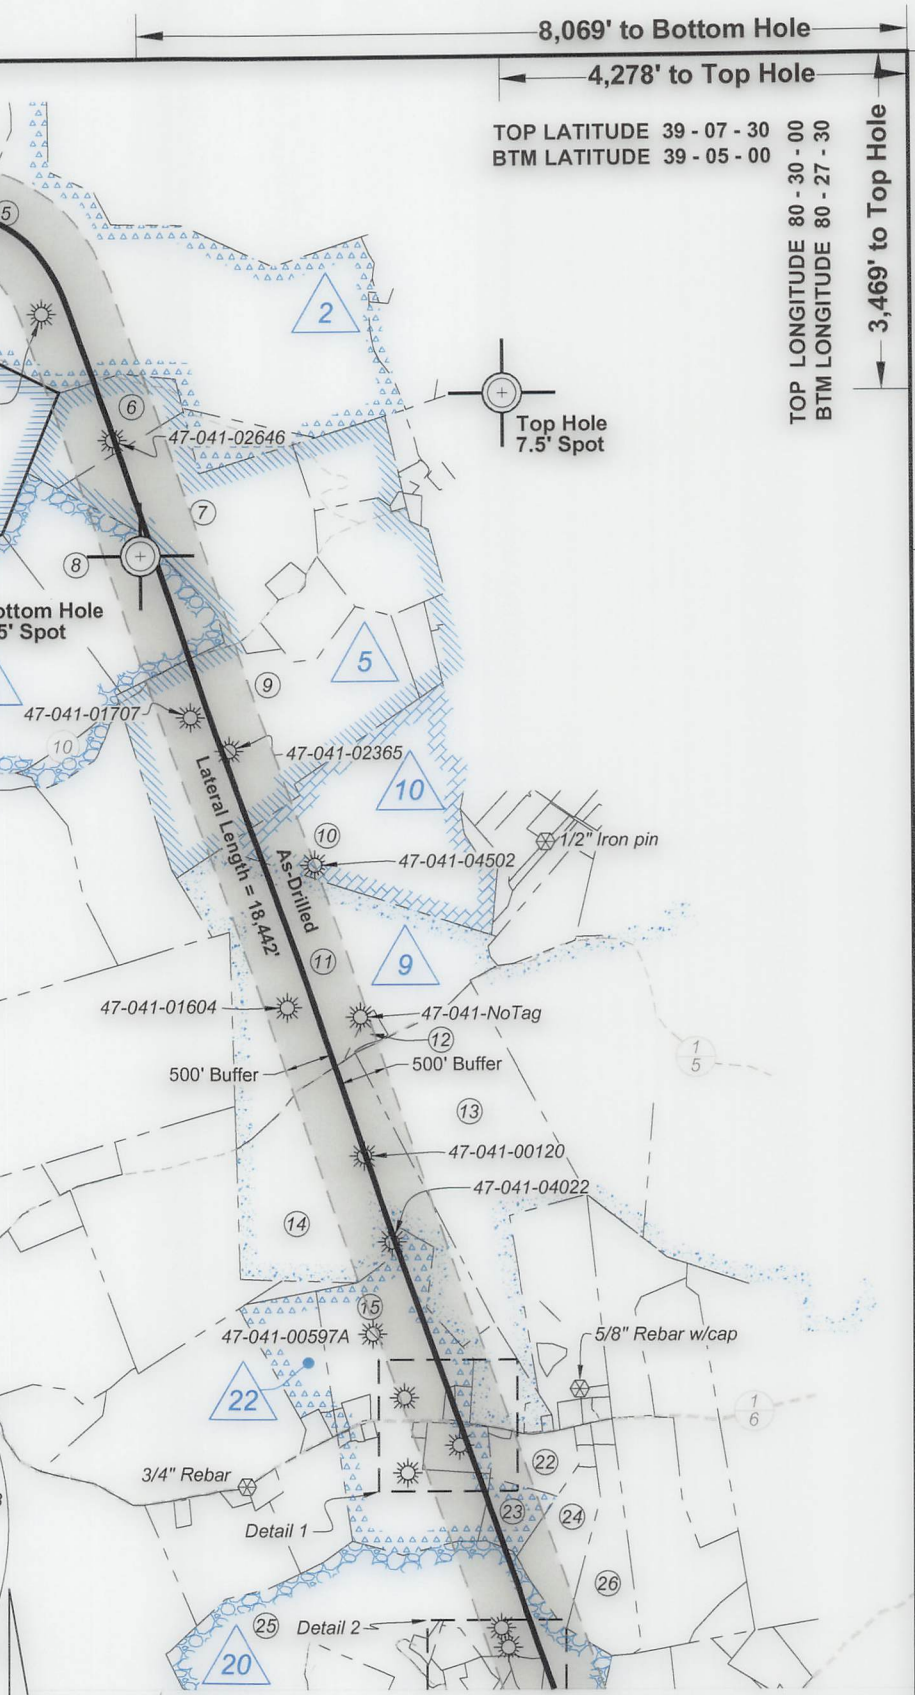 8,069' to Bottom Hole
4,278' to Top Hole
TOP LATITUDE 39 - 07 - 30
BTM LATITUDE 39 - 05 - 00
TOP LONGITUDE 80 - 30 - 00
BTM LONGITUDE 80 - 27 - 30
3,469' to Top Hole
5
2
6
47-041-02646
Top Hole
7.5' Spot
7
8
ottom Hole
5' Spot
5
9
47-041-01707
10
47-041-02365
10
Lateral Length = 18,442'
As-Drilled
10
1/2" Iron pin
47-041-04502
11
9
47-041-01604
47-041-NoTag
12
1
5
500' Buffer
500' Buffer
13
47-041-00120
47-041-04022
14
15
47-041-00597A
5/8" Rebar w/cap
22
1
6
3/4" Rebar
22
Detail 1
23
24
26
25
Detail 2
20